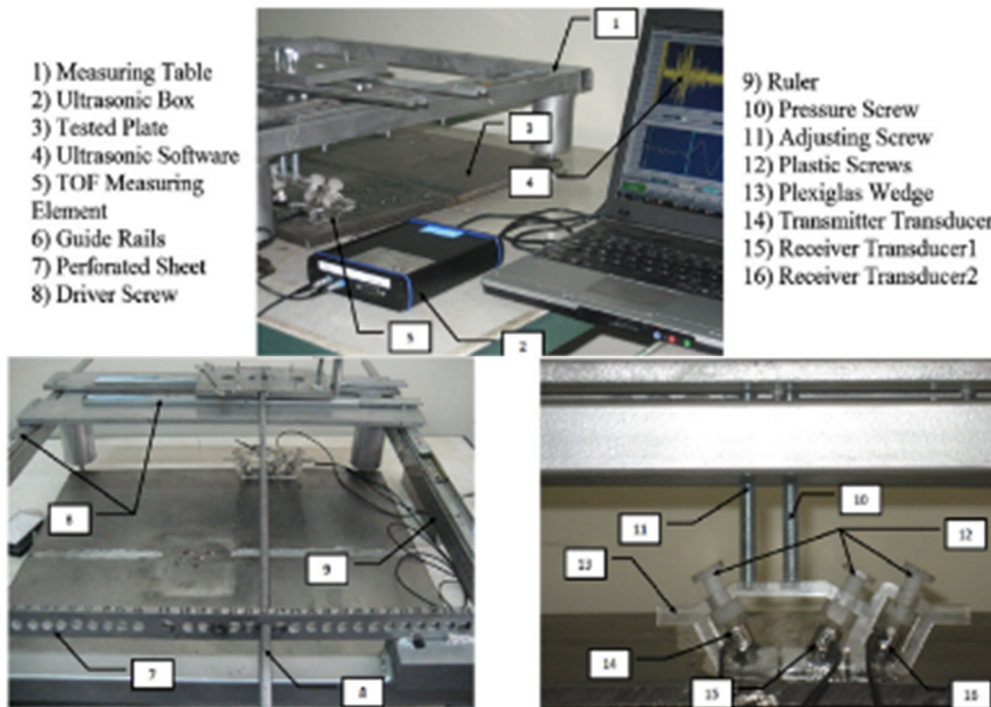 1) Measuring Table
2) Ultrasonic Box
3) Tested Plate
4) Ultrasonic Software
5) TOF Measuring
Element
6) Guide Rails
7) Perforated Sheet
8) Driver Screw
9) Ruler
10) Pressure Screw
11) Adjusting Screw
12) Plastic Screws
13) Plexiglas Wedge
14) Transmitter Transducer
15) Receiver Transducer1
16) Receiver Transducer2
1
3
4
5
2
6
9
7
8
11
10
12
13
14
15
16